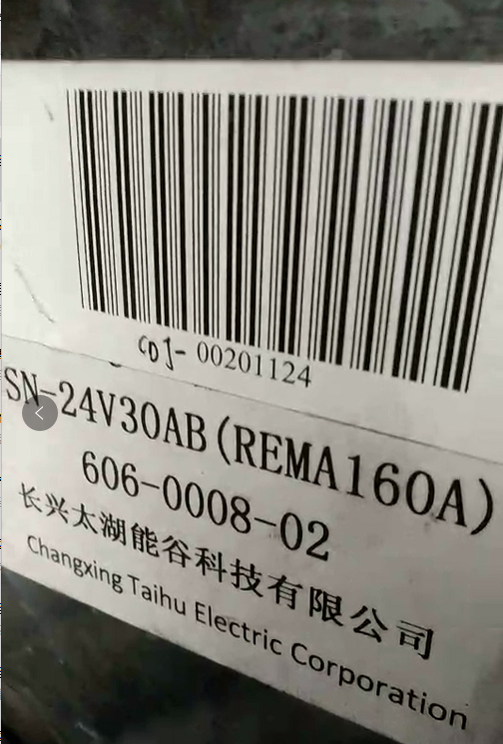 CDJ-00201124
SN-24V30AB(REMA160A)
606-0008-02
长兴太湖能谷科技有限公司
Changxing Taihu Electric Corporation